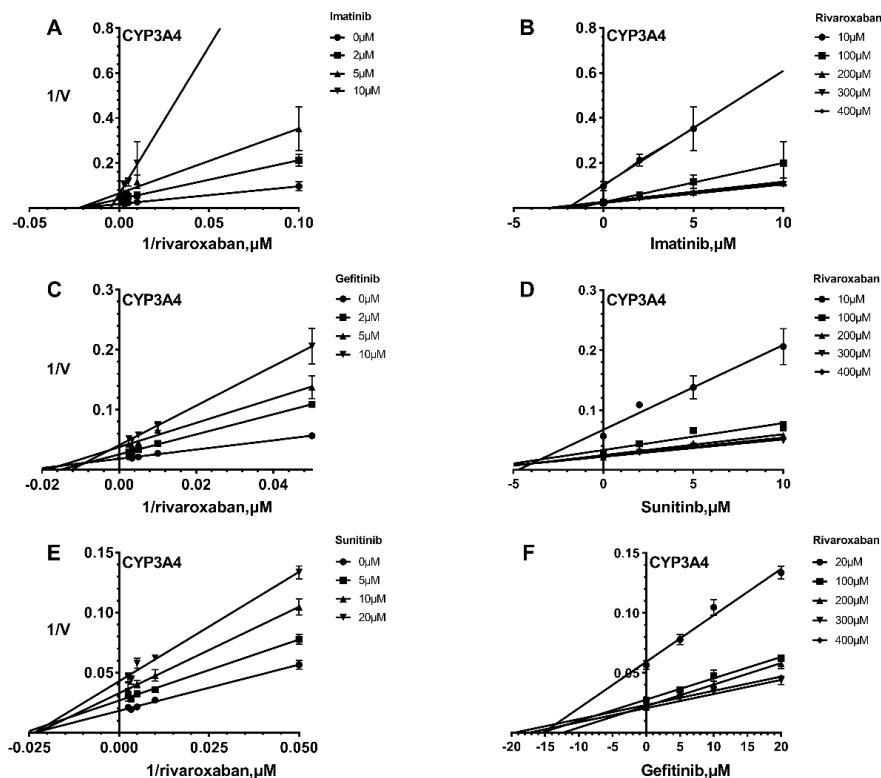 A
CYP3A4
1/V
0.8
0.6
0.4
0.2
-0.05
0.00
0.05
0.10
1/rivaroxaban,µM
Imatinib
0µM
2µM
5µM
10µM
B
CYP3A4
0.8
0.6
0.4
0.2
-5
0
5
10
Imatinib,µM
Rivaroxaban
10µM
100µM
200µM
300µM
400µM
C
CYP3A4
1/V
0.3
0.2
0.1
-0.02
0.00
0.02
0.04
1/rivaroxaban,µM
Gefitinib
0µM
2µM
5µM
10µM
D
CYP3A4
0.3
0.2
0.1
-5
0
5
10
Sunitinb,µM
Rivaroxaban
10µM
100µM
200µM
300µM
400µM
E
CYP3A4
1/V
0.15
0.10
0.05
-0.025
0.000
0.025
0.050
1/rivaroxaban,µM
Sunitinib
0µM
5µM
10µM
20µM
F
CYP3A4
0.15
0.10
0.05
-20
-15
-10
-5
0
5
10
15
20
Gefitinib,µM
Rivaroxaban
20µM
100µM
200µM
300µM
400µM